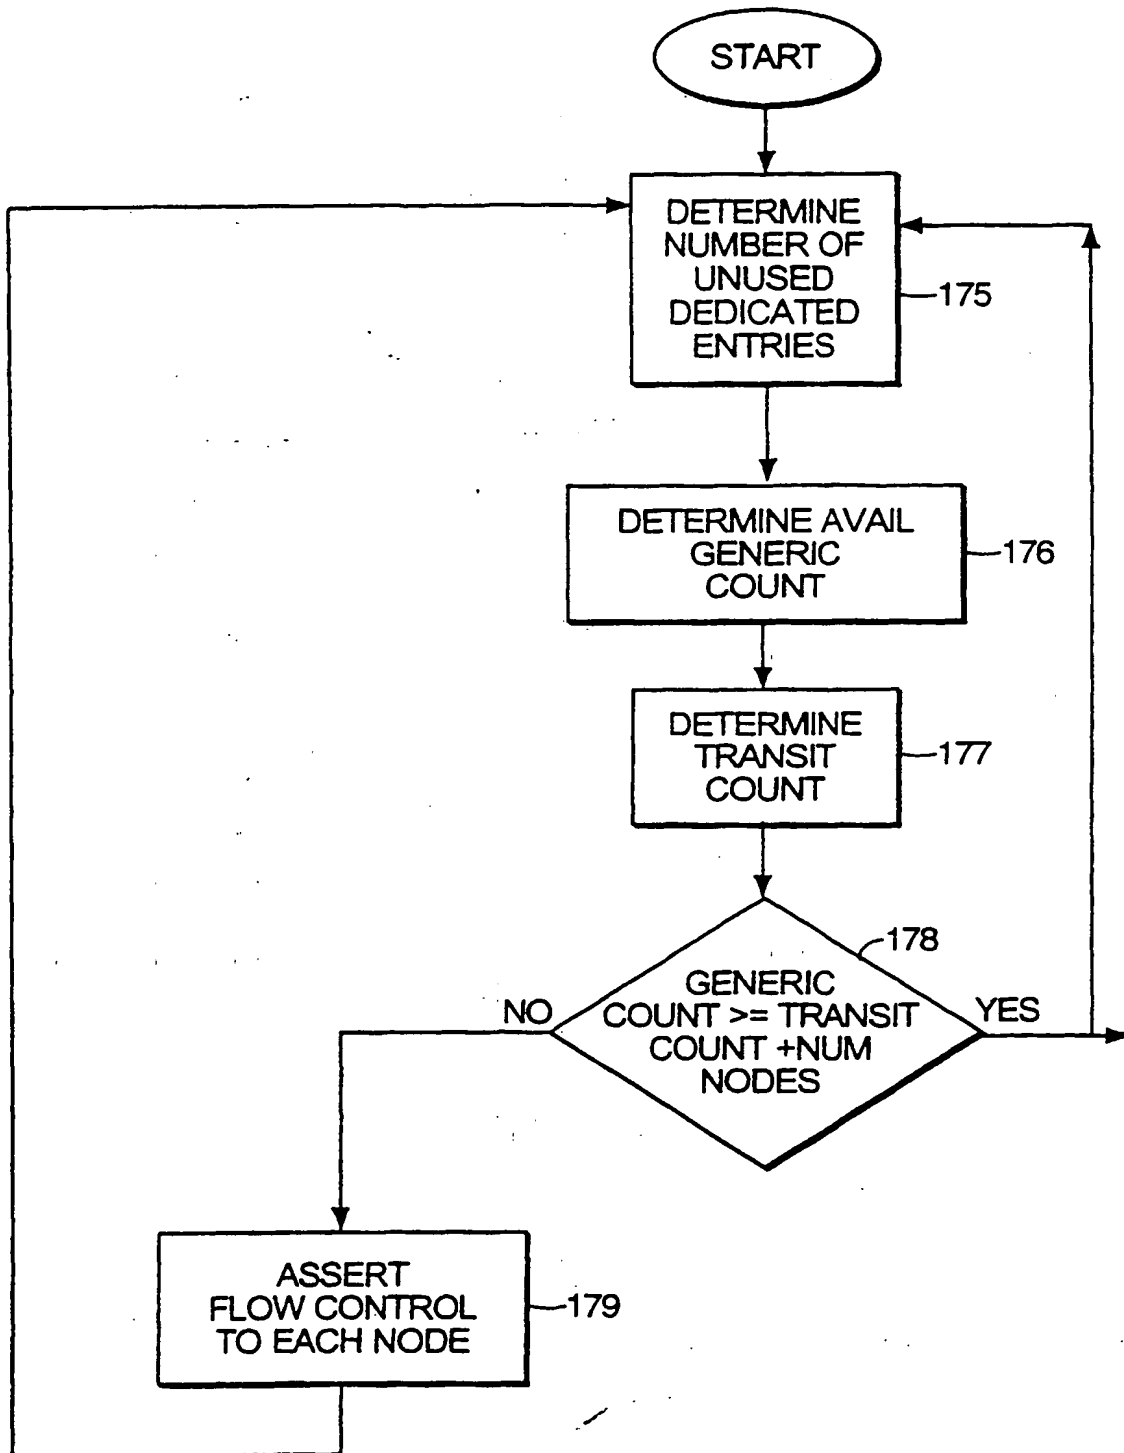 START
DETERMINE
NUMBER OF
UNUSED
DEDICATED
ENTRIES
175
DETERMINE AVAIL
GENERIC
COUNT
176
DETERMINE
TRANSIT
COUNT
177
178
GENERIC
COUNT >= TRANSIT
COUNT +NUM
NODES
NO
YES
ASSERT
FLOW CONTROL
TO EACH NODE
179